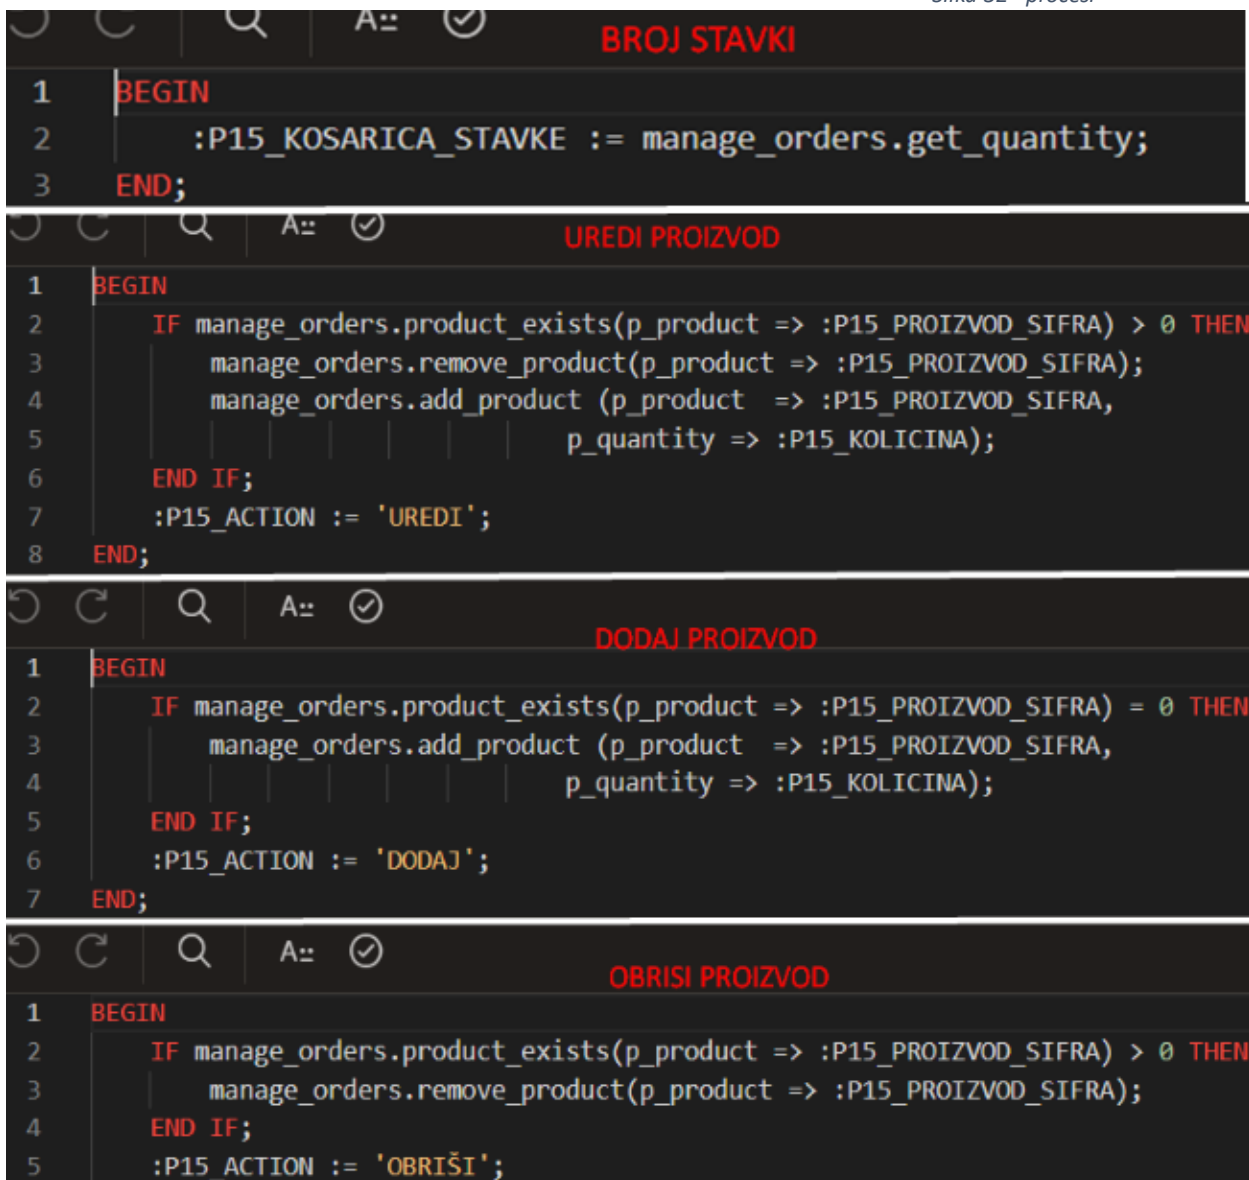 Slika 32 - procesi
BROJ STAVKI
1 BEGIN
2 :P15_KOSARICA_STAVKE := manage_orders.get_quantity;
3 END;
UREDI PROIZVOD
1 BEGIN
2 IF manage_orders.product_exists(p_product => :P15_PROIZVOD_SIFRA) > 0 THEN
3 manage_orders.remove_product(p_product => :P15_PROIZVOD_SIFRA);
4 manage_orders.add_product (p_product => :P15_PROIZVOD_SIFRA,
5 p_quantity => :P15_KOLICINA);
6 END IF;
7 :P15_ACTION := 'UREDI';
8 END;
DODAJ PROIZVOD
1 BEGIN
2 IF manage_orders.product_exists(p_product => :P15_PROIZVOD_SIFRA) = 0 THEN
3 manage_orders.add_product (p_product => :P15_PROIZVOD_SIFRA,
4 p_quantity => :P15_KOLICINA);
5 END IF;
6 :P15_ACTION := 'DODAJ';
7 END;
OBRISI PROIZVOD
1 BEGIN
2 IF manage_orders.product_exists(p_product => :P15_PROIZVOD_SIFRA) > 0 THEN
3 manage_orders.remove_product(p_product => :P15_PROIZVOD_SIFRA);
4 END IF;
5 :P15_ACTION := 'OBRIŠI';